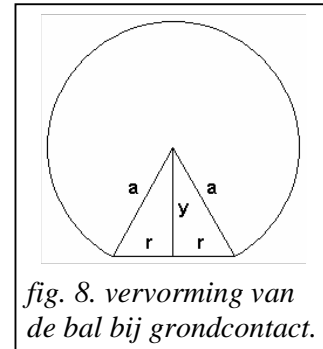 a
a
y
r
r
fig. 8. vervorming van
de bal bij grondcontact.